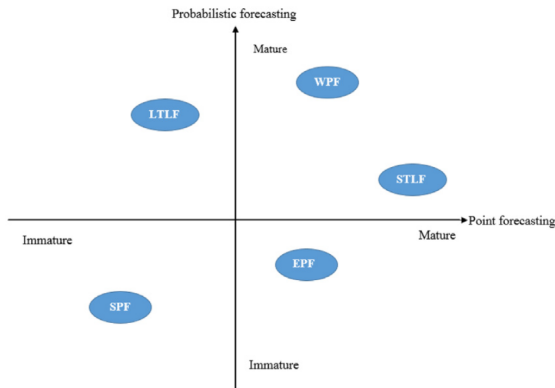 Probabilistic forecasting
Mature
WPF
LTLF
STLF
Point forecasting
Immature
Mature
EPF
SPF
Immature